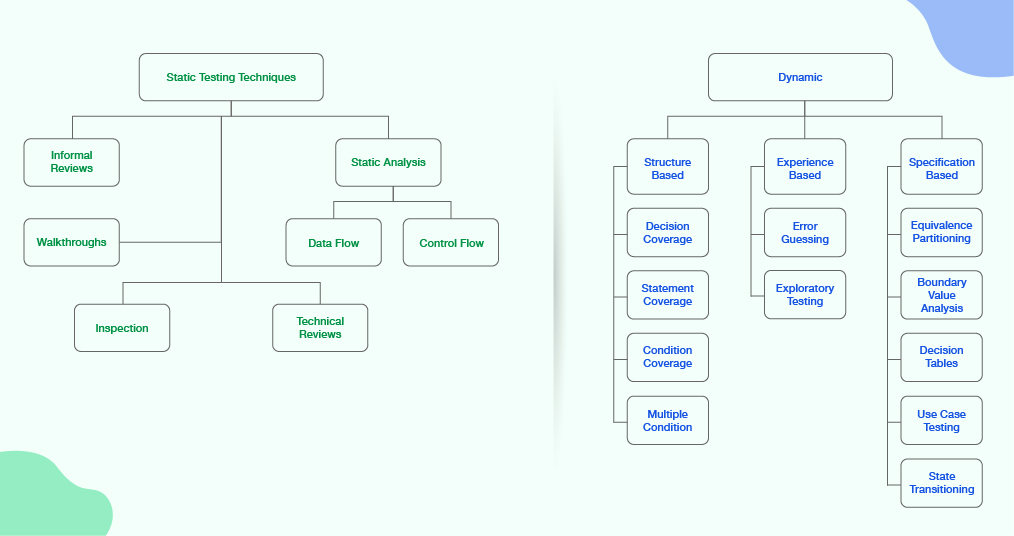 Static Testing Techniques
Informal
Reviews
Static Analysis
Walkthroughs
Data Flow
Control Flow
Inspection
Technical
Reviews
Dynamic
Structure
Based
Decision
Coverage
Statement
Coverage
Condition
Coverage
Multiple
Condition
Experience
Based
Error
Guessing
Exploratory
Testing
Specification
Based
Equivalence
Partitioning
Boundary
Value
Analysis
Decision
Tables
Use Case
Testing
State
Transitioning